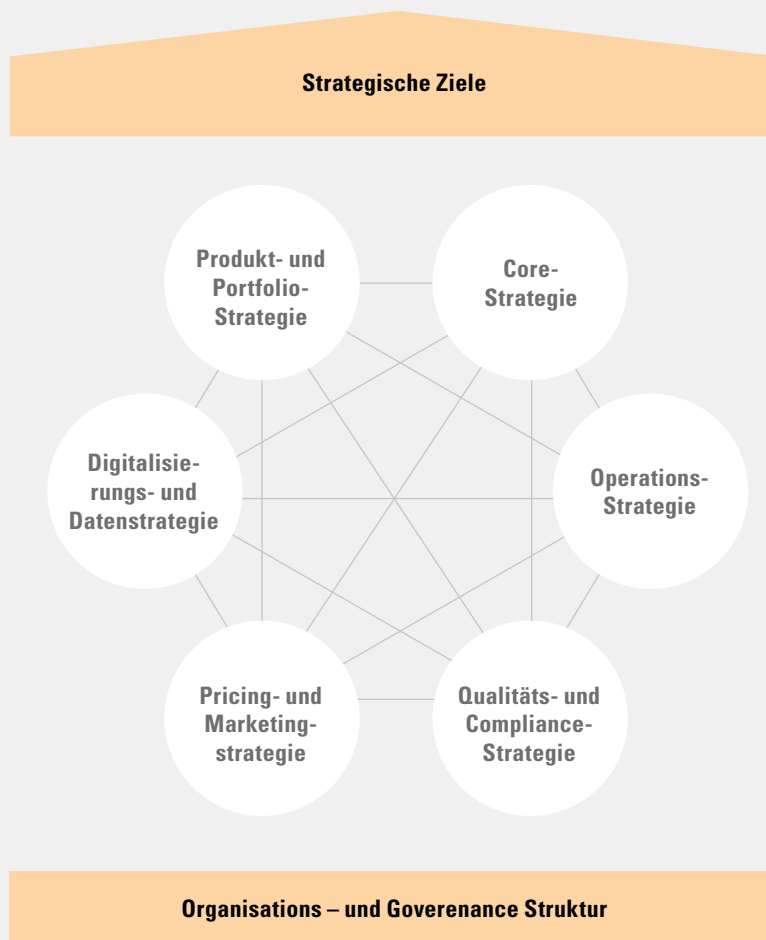 Strategische Ziele
Produkt- und
Portfolio-
Strategie
Core-
Strategie
Digitalisie-
rungs- und
Datenstrategie
Operations-
Strategie
Pricing- und
Marketing-
strategie
Qualitäts- und
Compliance-
Strategie
Organisations – und Goverenance Struktur